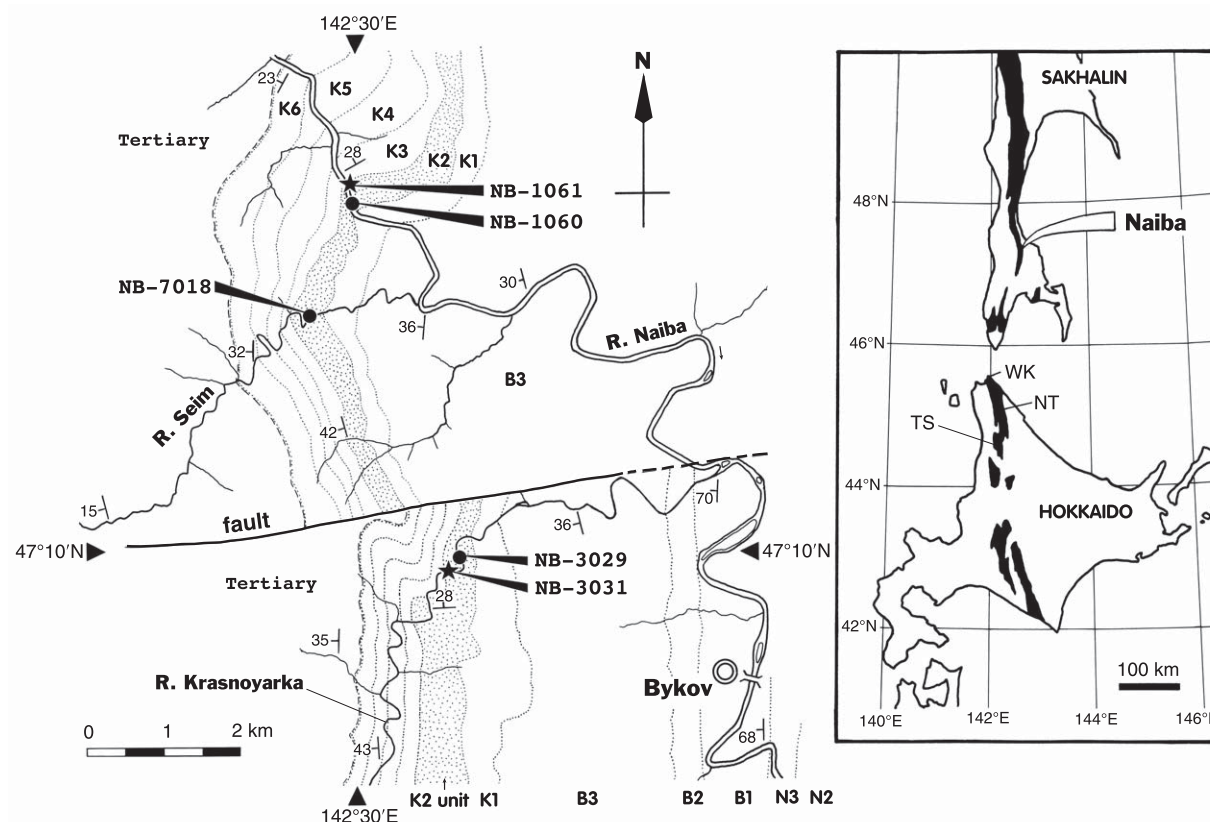 142°30′E
N
23
K5
K6
K4
Tertiary
28
K3
K2
K1
NB-1061
NB-1060
NB-7018
30
36
R. Naiba
32
B3
R. Seim
42
15
70
fault
36
47°10′N
47°10′N
NB-3029
Tertiary
NB-3031
28
35
R. Krasnoyarka
Bykov
0 1 2 km
68
43
K2 unit K1 B3 B2 B1 N3 N2
142°30′E
SAKHALIN
48°N
Naiba
46°N
WK
NT
TS
44°N
HOKKAIDO
42°N
100 km
140°E 142°E 144°E 146°